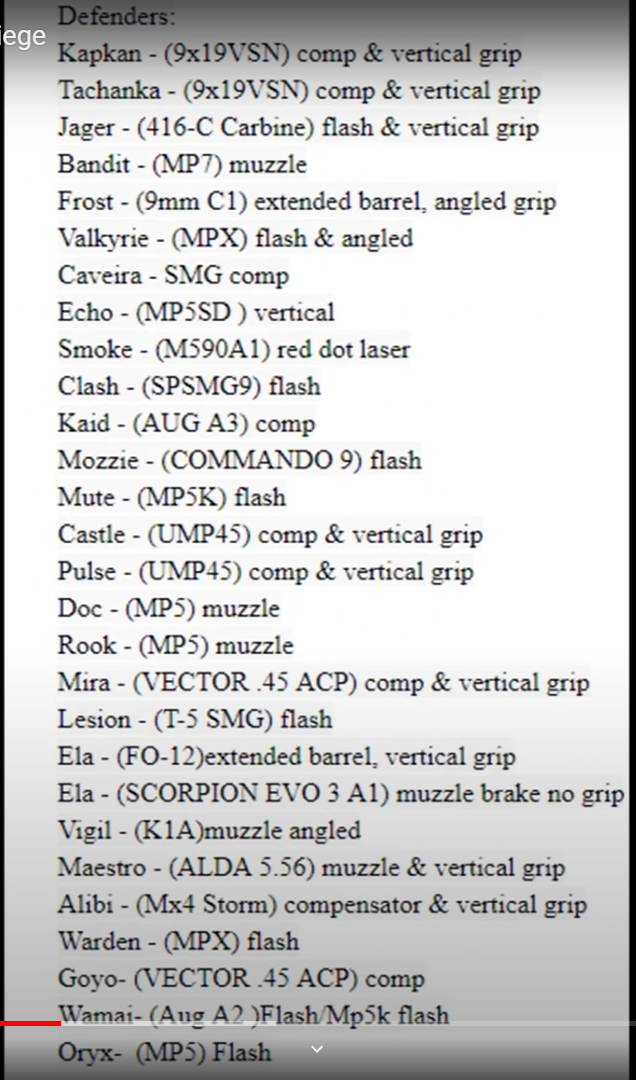 Defenders:
iege
Kapkan - (9x19VSN) comp & vertical grip
Tachanka - (9x19VSN) comp & vertical grip
Jager - (416-C Carbine) flash & vertical grip
Bandit - (MP7) muzzle
Frost - (9mm C1) extended barrel, angled grip
Valkyrie - (MPX) flash & angled
Caveira - SMG comp
Echo - (MP5SD ) vertical
Smoke - (M590A1) red dot laser
Clash - (SPSMG9) flash
Kaid - (AUG A3) comp
Mozzie - (COMMANDO 9) flash
Mute - (MP5K) flash
Castle - (UMP45) comp & vertical grip
Pulse - (UMP45) comp & vertical grip
Doc - (MP5) muzzle
Rook - (MP5) muzzle
Mira - (VECTOR .45 ACP) comp & vertical grip
Lesion - (T-5 SMG) flash
Ela - (FO-12)extended barrel, vertical grip
Ela - (SCORPION EVO 3 A1) muzzle brake no grip
Vigil - (K1A)muzzle angled
Maestro - (ALDA 5.56) muzzle & vertical grip
Alibi - (Mx4 Storm) compensator & vertical grip
Warden - (MPX) flash
Goyo- (VECTOR .45 ACP) comp
Wamai- (Aug A2 )Flash/Mp5k flash
Oryx- (MP5) Flash